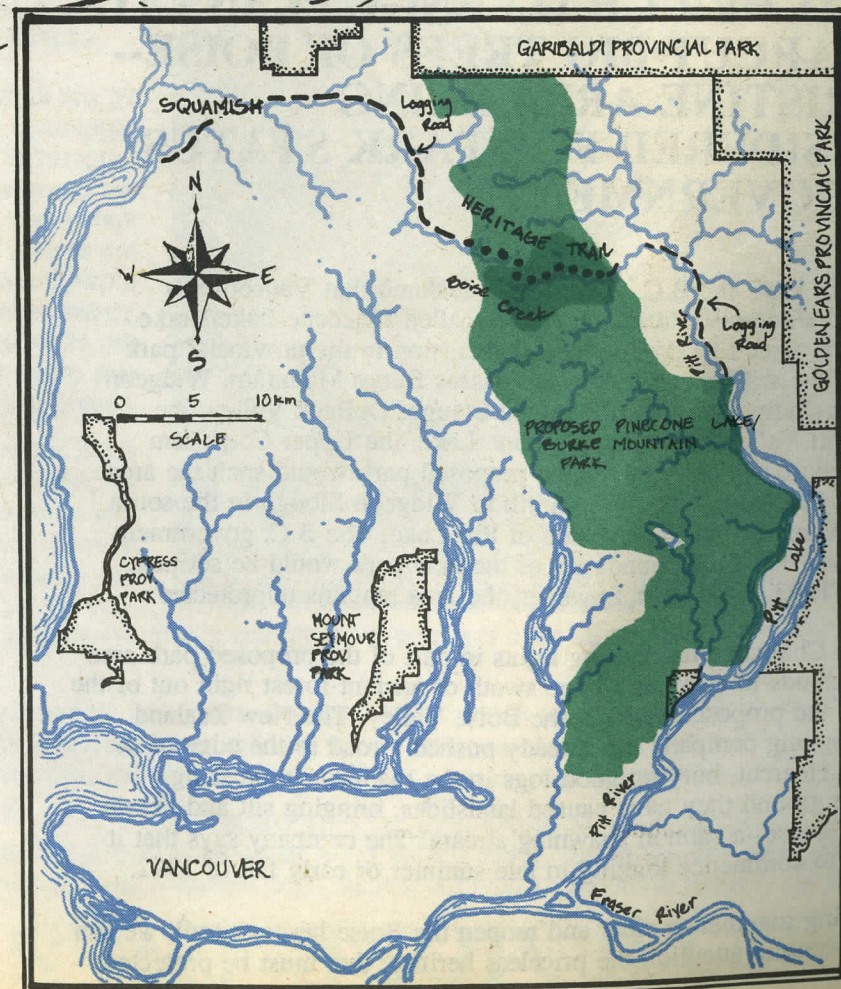 GARIBALDI PROVINCIAL PARK
SQUAMISH
Logging
Road
GOLDEN EARS PROVINCIAL PARK
N
W
E
S
HERITAGE TRAIL
Boise Creek
Pitt River
Logging
Road
0 5 10 km
SCALE
PROPOSED PINECONE LAKE/
BURKE MOUNTAIN
PARK
CYPRESS
PROV.
PARK
MOUNT
SEYMOUR
PROV.
PARK
Pitt Lake
Pitt River
VANCOUVER
Fraser River